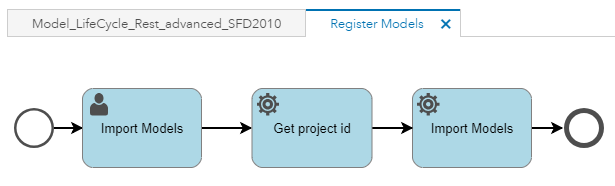 Model_LifeCycle_Rest_advanced_SFD2010
Register Models
Import Models
Get project id
Import Models